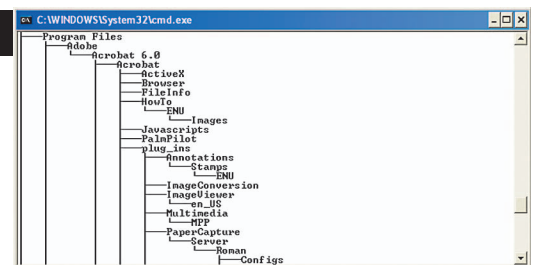 C:\WINDOWS\System32\cmd.exe
Program Files
Adobe
Acrobat 6.0
Acrobat
ActiveX
Browser
FileInfo
HowTo
ENU
Images
Javascripts
PalmPilot
plug_ins
Annotations
Stamps
ENU
ImageConversion
ImageViewer
en_US
Multimedia
MPP
PaperCapture
Server
Roman
Configs